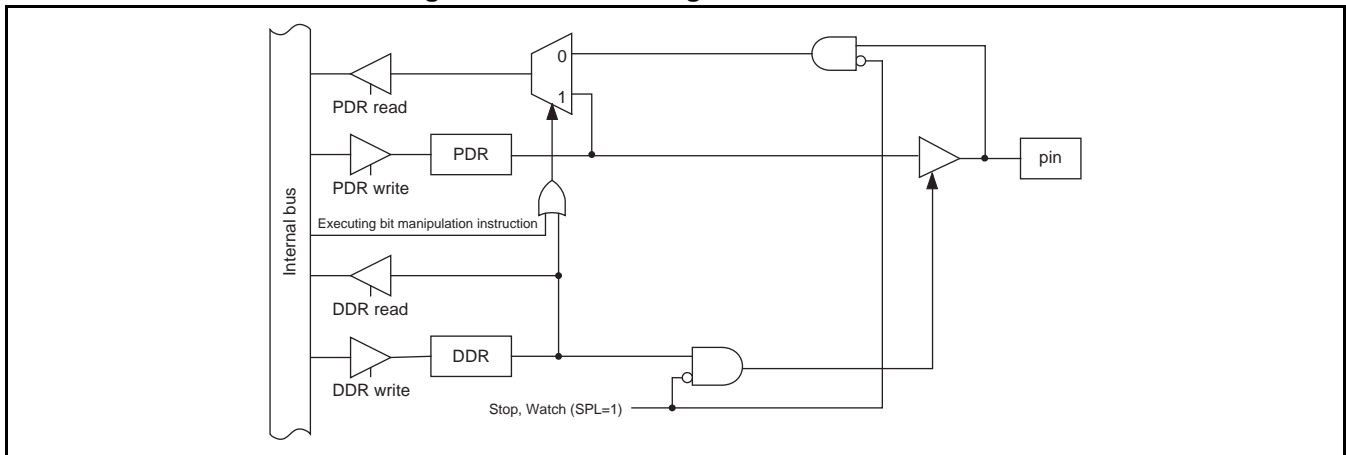 0
PDR read
1
PDR
pin
PDR write
Executing bit manipulation instruction
Internal bus
DDR read
DDR
DDR write
Stop, Watch (SPL=1)